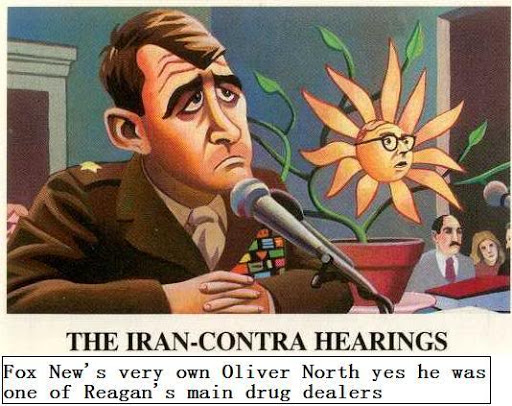 THE IRAN-CONTRA HEARINGS
Fox New's very own Oliver North yes he was
one of Reagan's main drug dealers